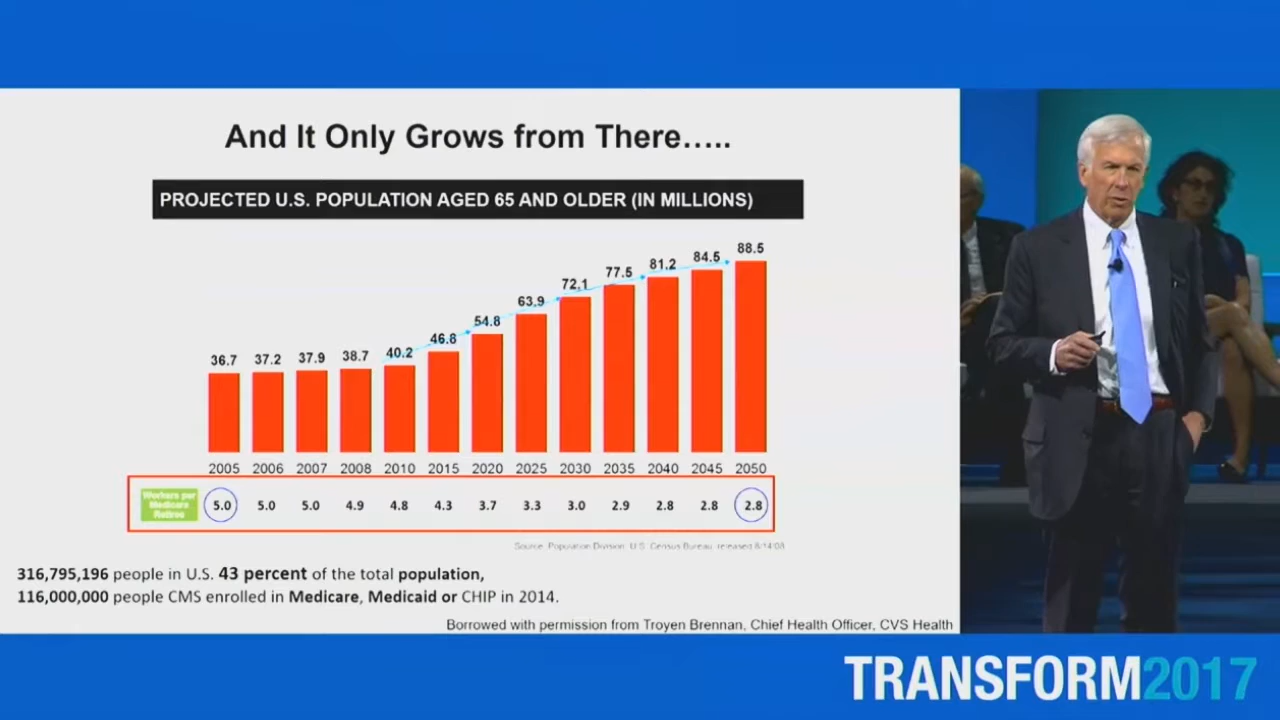 And It Only Grows from There…..
PROJECTED U.S. POPULATION AGED 65 AND OLDER (IN MILLIONS)
36.7 37.2 37.9 38.7 40.2 46.8 54.8 63.9 72.1 77.5 81.2 84.5 88.5
2005 2006 2007 2008 2010 2015 2020 2025 2030 2035 2040 2045 2050
Workers per
Medicare
Retiree
5.0 5.0 5.0 4.9 4.8 4.3 3.7 3.3 3.0 2.9 2.8 2.8 2.8
Source: Population Division, U.S. Census Bureau, released 8/14/08
316,795,196 people in U.S. 43 percent of the total population,
116,000,000 people CMS enrolled in Medicare, Medicaid or CHIP in 2014.
Borrowed with permission from Troyen Brennan, Chief Health Officer, CVS Health
TRANSFORM2017